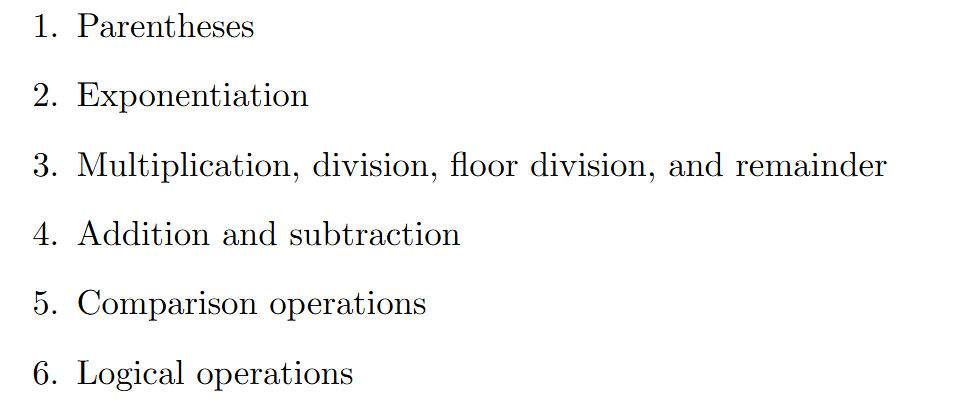 1. Parentheses
2. Exponentiation
3. Multiplication, division, floor division, and remainder
4. Addition and subtraction
5. Comparison operations
6. Logical operations